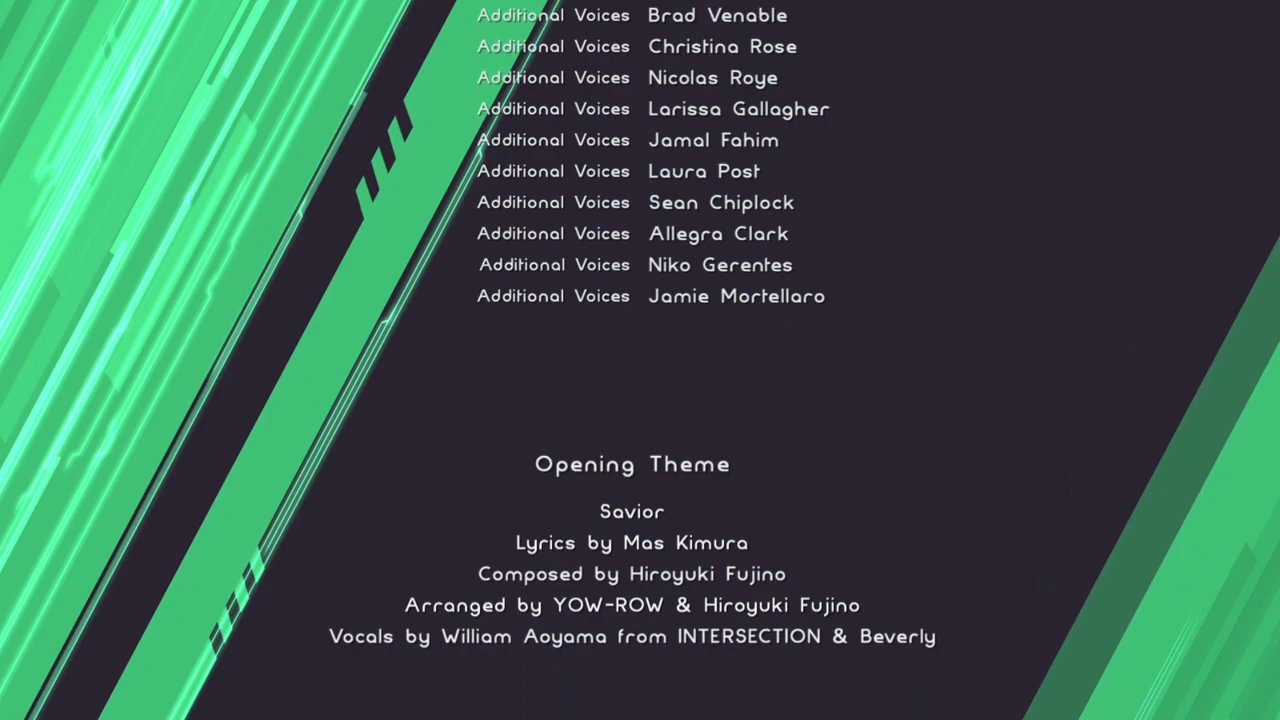 Additional Voices Brad Venable
Additional Voices Christina Rose
Additional Voices Nicolas Roye
Additional Voices Larissa Gallagher
Additional Voices Jamal Fahim
Additional Voices Laura Post
Additional Voices Sean Chiplock
Additional Voices Allegra Clark
Additional Voices Niko Gerentes
Additional Voices Jamie Mortellaro
Opening Theme
Savior
Lyrics by Mas Kimura
Composed by Hiroyuki Fujino
Arranged by YOW-ROW & Hiroyuki Fujino
Vocals by William Aoyama from INTERSECTION & Beverly